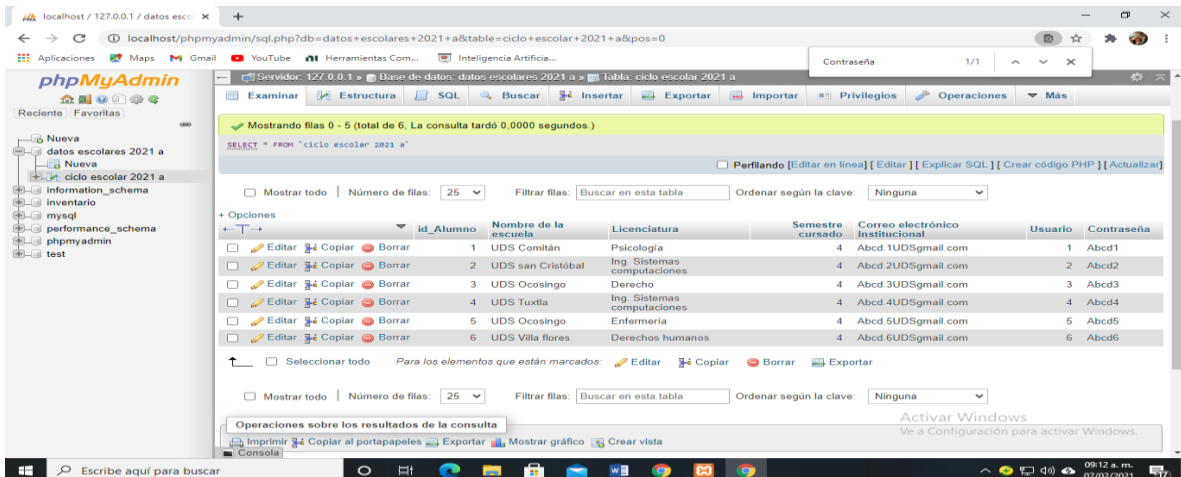 localhost / 127.0.0.1 / datos esco
localhost/phpmyadmin/sql.php?db=datos+escolares+2021+a&table=ciclo+escolar+2021+a&pos=0
Aplicaciones Maps Gmail YouTube Herramientas Com... Inteligencia Artificia...
Contraseña 1/1
phpMyAdmin
Reciente Favoritas
Nueva
datos escolares 2021 a
Nueva
ciclo escolar 2021 a
information_schema
inventario
mysql
performance_schema
phpmyadmin
test
Servidor: 127.0.0.1 » Base de datos: datos escolares 2021 a » Tabla: ciclo escolar 2021 a
Examinar Estructura SQL Buscar Insertar Exportar Importar Privilegios Operaciones Más
Mostrando filas 0 - 5 (total de 6, La consulta tardó 0,0000 segundos.)
SELECT * FROM `ciclo escolar 2021 a`
Perfilando [Editar en línea] [ Editar ] [ Explicar SQL ] [ Crear código PHP ] [ Actualizar]
Mostrar todo Número de filas: 25 Filtrar filas: Buscar en esta tabla Ordenar según la clave: Ninguna
+ Opciones
←T→ id_Alumno Nombre de la escuela Licenciatura Semestre cursado Correo electrónico Institucional Usuario Contraseña
Editar Copiar Borrar 1 UDS Comitán Psicología 4 Abcd.1UDSgmail.com 1 Abcd1
Editar Copiar Borrar 2 UDS san Cristóbal Ing. Sistemas computaciones 4 Abcd.2UDSgmail.com 2 Abcd2
Editar Copiar Borrar 3 UDS Ocosingo Derecho 4 Abcd.3UDSgmail.com 3 Abcd3
Editar Copiar Borrar 4 UDS Tuxtla Ing. Sistemas computaciones 4 Abcd.4UDSgmail.com 4 Abcd4
Editar Copiar Borrar 5 UDS Ocosingo Enfermería 4 Abcd.5UDSgmail.com 5 Abcd5
Editar Copiar Borrar 6 UDS Villa flores Derechos humanos 4 Abcd.6UDSgmail.com 6 Abcd6
Seleccionar todo Para los elementos que están marcados: Editar Copiar Borrar Exportar
Mostrar todo Número de filas: 25 Filtrar filas: Buscar en esta tabla Ordenar según la clave: Ninguna
Operaciones sobre los resultados de la consulta
Imprimir Copiar al portapapeles Exportar Mostrar gráfico Crear vista
Consola
Activar Windows
Ve a Configuración para activar Windows.
Escribe aquí para buscar
09:12 a. m.
07/02/2021
17